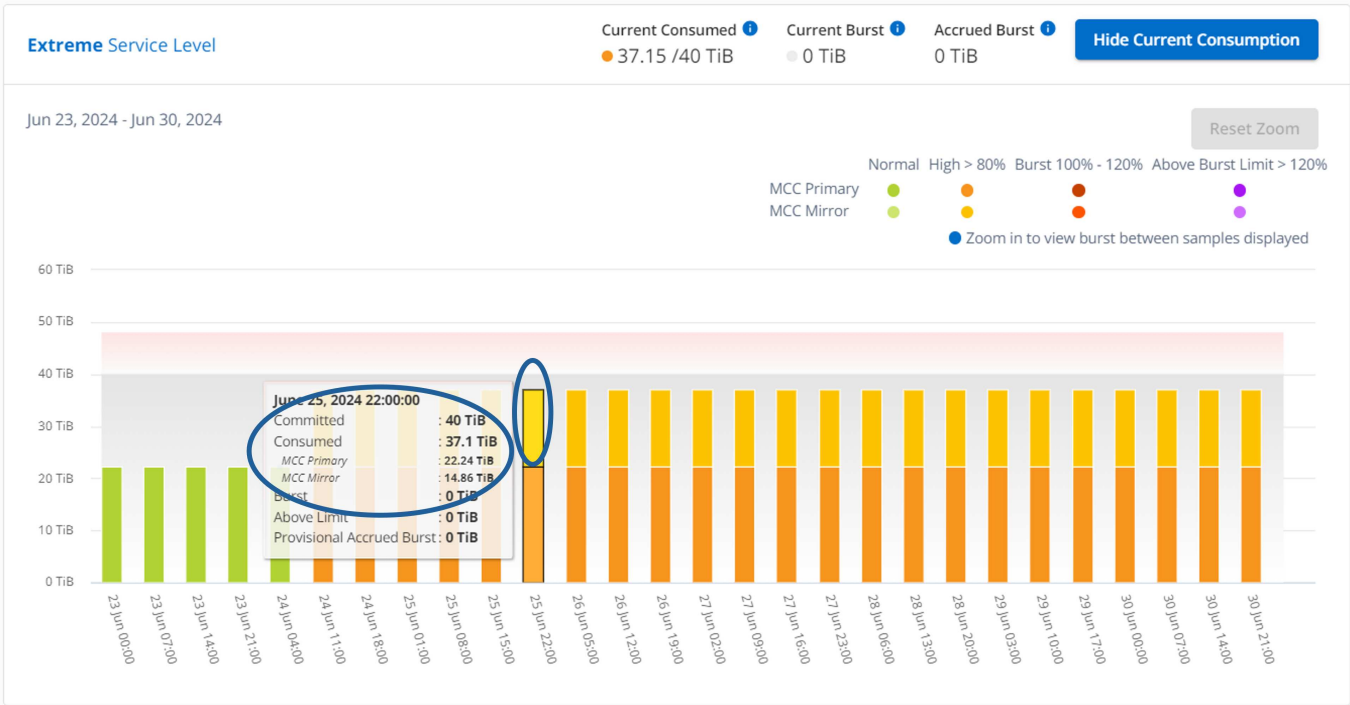 Extreme Service Level
Current Consumed
37.15 /40 TiB
Current Burst
0 TiB
Accrued Burst
0 TiB
Hide Current Consumption
Jun 23, 2024 - Jun 30, 2024
Reset Zoom
Normal High > 80% Burst 100% - 120% Above Burst Limit > 120%
MCC Primary
MCC Mirror
Zoom in to view burst between samples displayed
60 TiB
50 TiB
40 TiB
30 TiB
20 TiB
10 TiB
0 TiB
June 25, 2024 22:00:00
Committed : 40 TiB
Consumed : 37.1 TiB
MCC Primary : 22.24 TiB
MCC Mirror : 14.86 TiB
Burst : 0 TiB
Above Limit : 0 TiB
Provisional Accrued Burst : 0 TiB
23 Jun 00:00
23 Jun 07:00
23 Jun 14:00
23 Jun 21:00
24 Jun 04:00
24 Jun 11:00
24 Jun 18:00
25 Jun 01:00
25 Jun 08:00
25 Jun 15:00
25 Jun 22:00
26 Jun 05:00
26 Jun 12:00
26 Jun 19:00
27 Jun 02:00
27 Jun 09:00
27 Jun 16:00
27 Jun 23:00
28 Jun 06:00
28 Jun 13:00
28 Jun 20:00
29 Jun 03:00
29 Jun 10:00
29 Jun 17:00
30 Jun 00:00
30 Jun 07:00
30 Jun 14:00
30 Jun 21:00